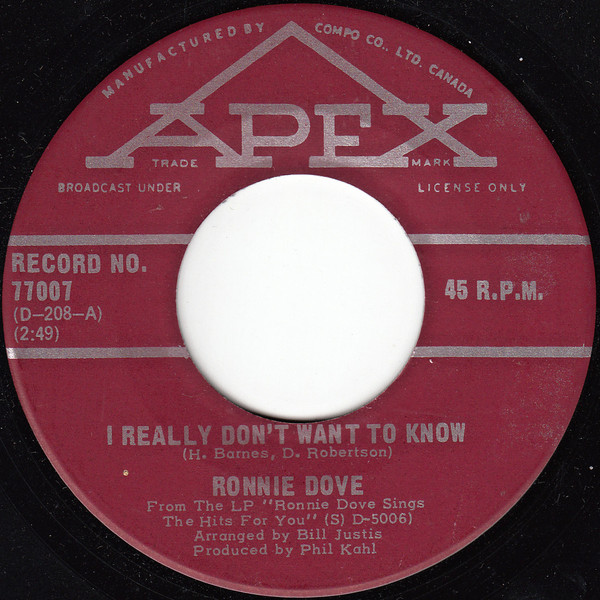 MANUFACTURED BY COMPO CO., LTD. CANADA
APEX
TRADE MARK
BROADCAST UNDER LICENSE ONLY
RECORD NO.
77007
45 R.P.M.
(D-208-A)
(2:49)
I REALLY DON'T WANT TO KNOW
(H. Barnes, D. Robertson)
RONNIE DOVE
From The LP "Ronnie Dove Sings
The Hits For You" (S) D-5006)
Arranged by Bill Justis
Produced by Phil Kahl